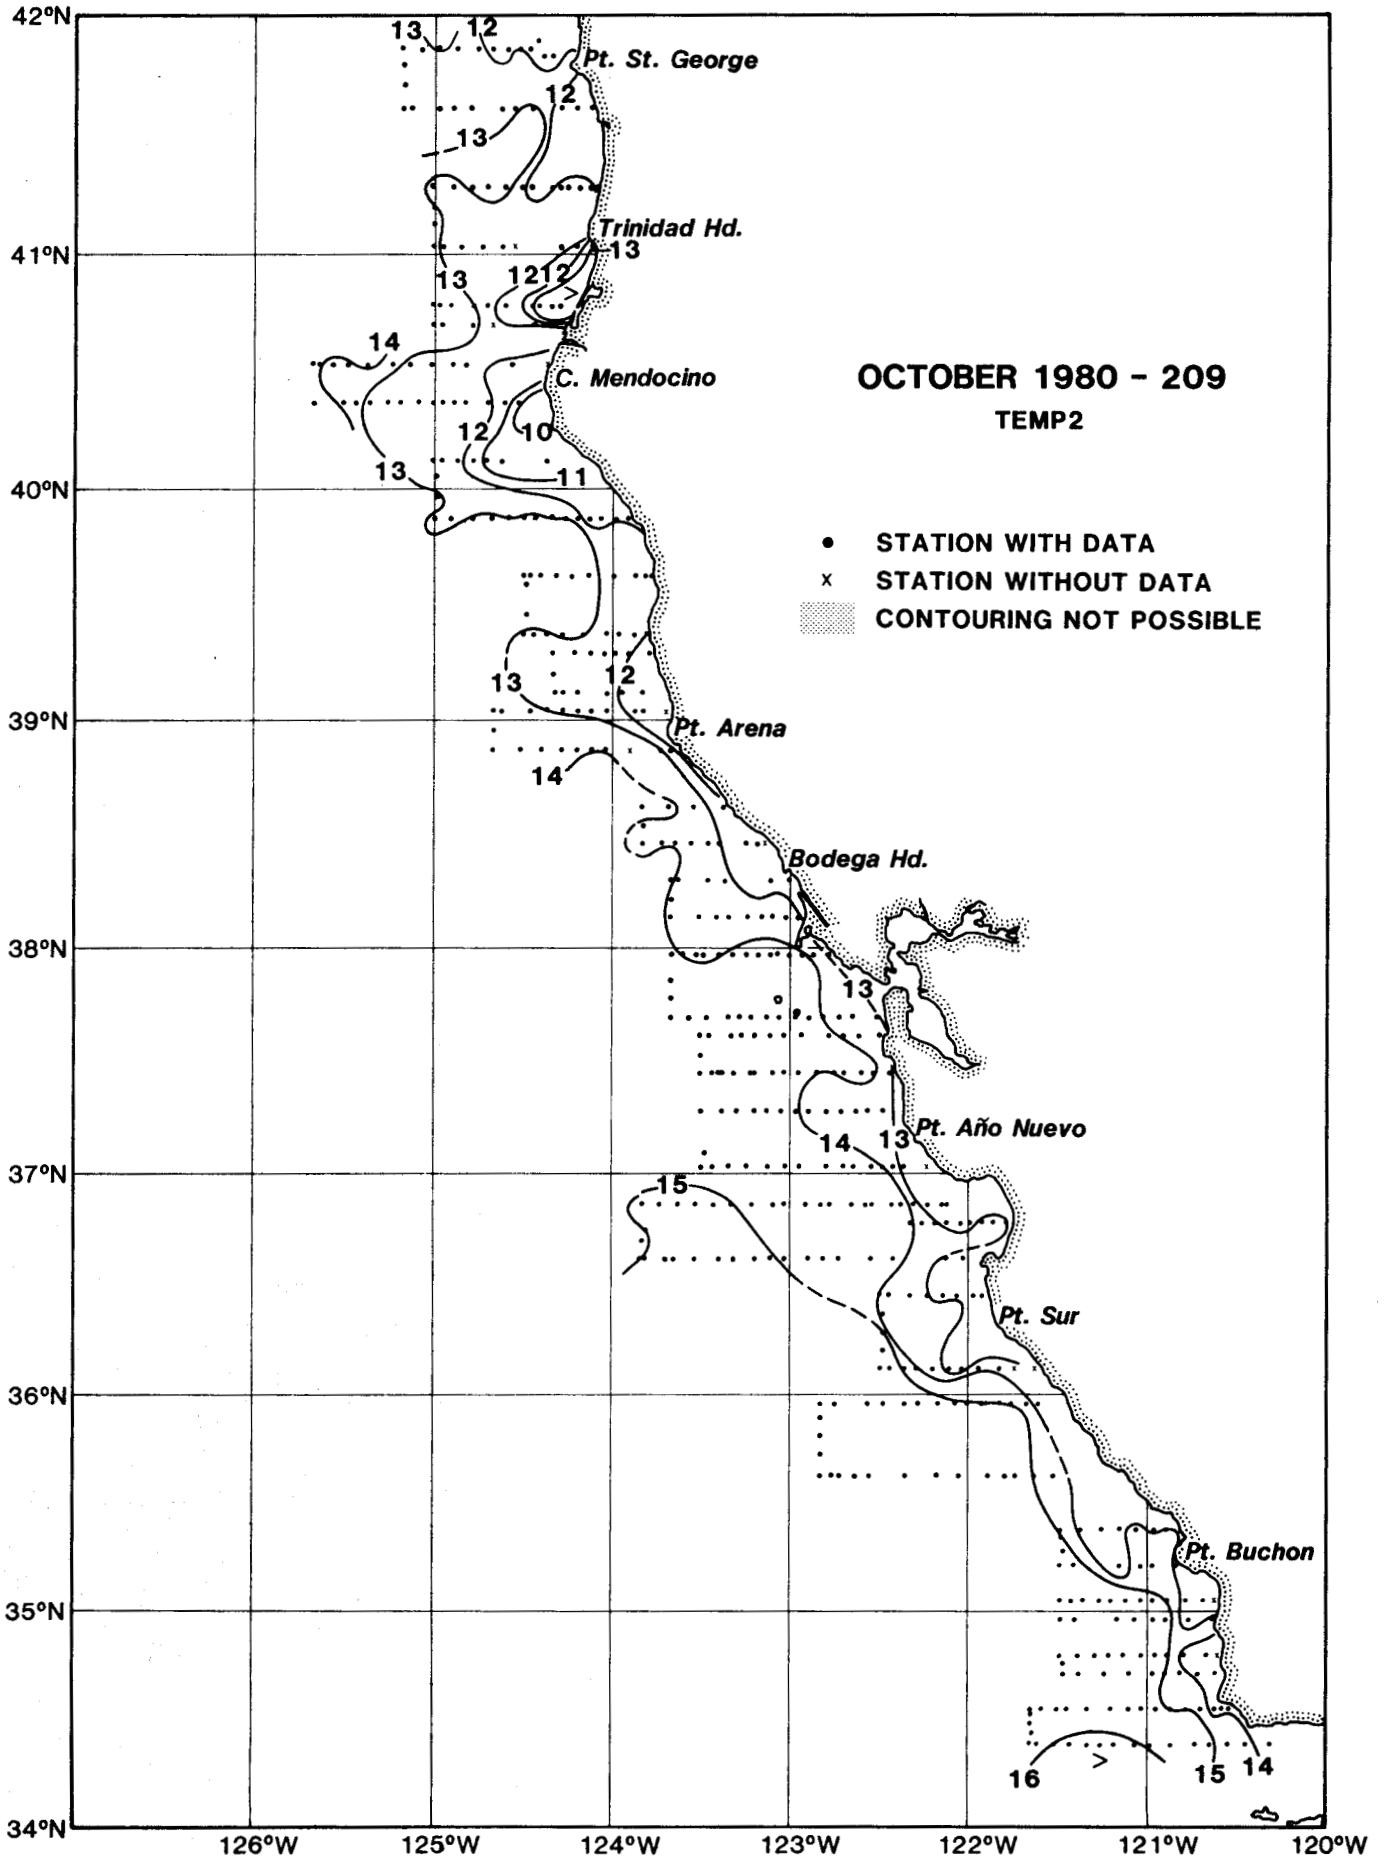 42°N
13 12
Pt. St. George
12
13
Trinidad Hd.
41°N
13
13
12 12
>
14
C. Mendocino
OCTOBER 1980 - 209
TEMP2
12
10
13
11
40°N
• STATION WITH DATA
x STATION WITHOUT DATA
CONTOURING NOT POSSIBLE
12
13
39°N
Pt. Arena
14
Bodega Hd.
38°N
13
Pt. Año Nuevo
14 13
37°N
15
Pt. Sur
36°N
Pt. Buchon
35°N
>
16 15 14
34°N
126°W 125°W 124°W 123°W 122°W 121°W 120°W